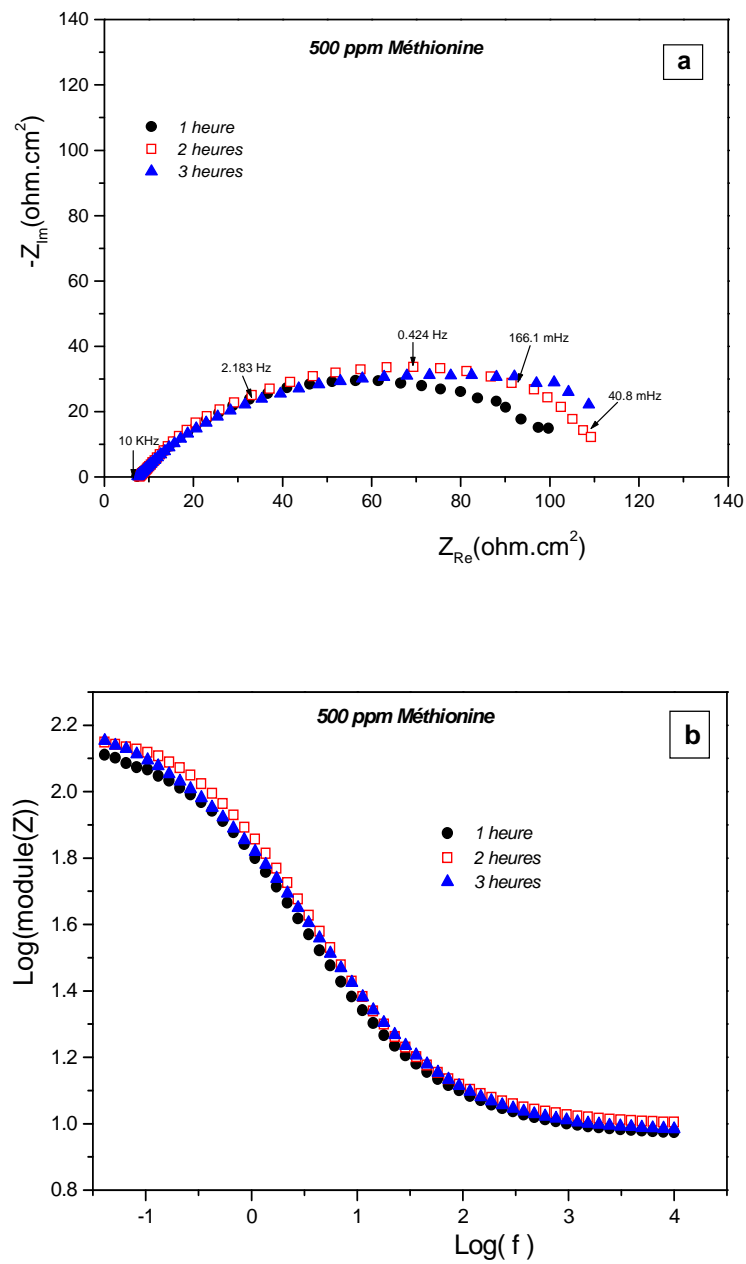 500 ppm Méthionine
a
1 heure
2 heures
3 heures
140
120
100
80
60
40
20
0
-Z_Im(ohm.cm²)
10 KHz
2.183 Hz
0.424 Hz
166.1 mHz
40.8 mHz
0 20 40 60 80 100 120 140
Z_Re(ohm.cm²)
500 ppm Méthionine
b
1 heure
2 heures
3 heures
2.2
2.0
1.8
1.6
1.4
1.2
1.0
0.8
Log(module(Z))
-1 0 1 2 3 4
Log( f )